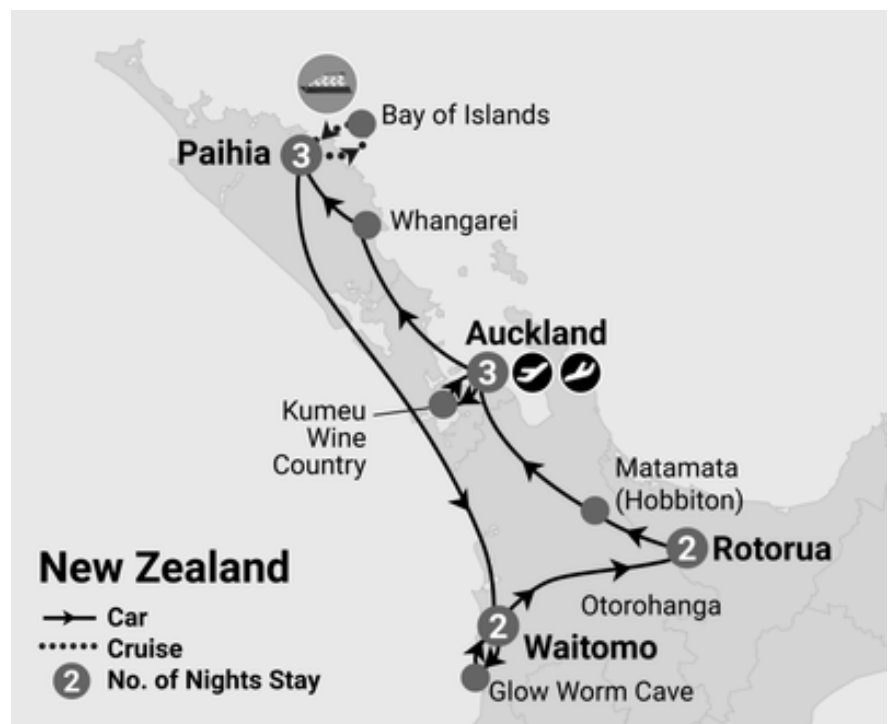 Bay of Islands
Paihia 3
Whangarei
Auckland
3
Kumeu
Wine
Country
Matamata
(Hobbiton)
2 Rotorua
New Zealand
Otorohanga
Car
2
Waitomo
Cruise
2 No. of Nights Stay
Glow Worm Cave